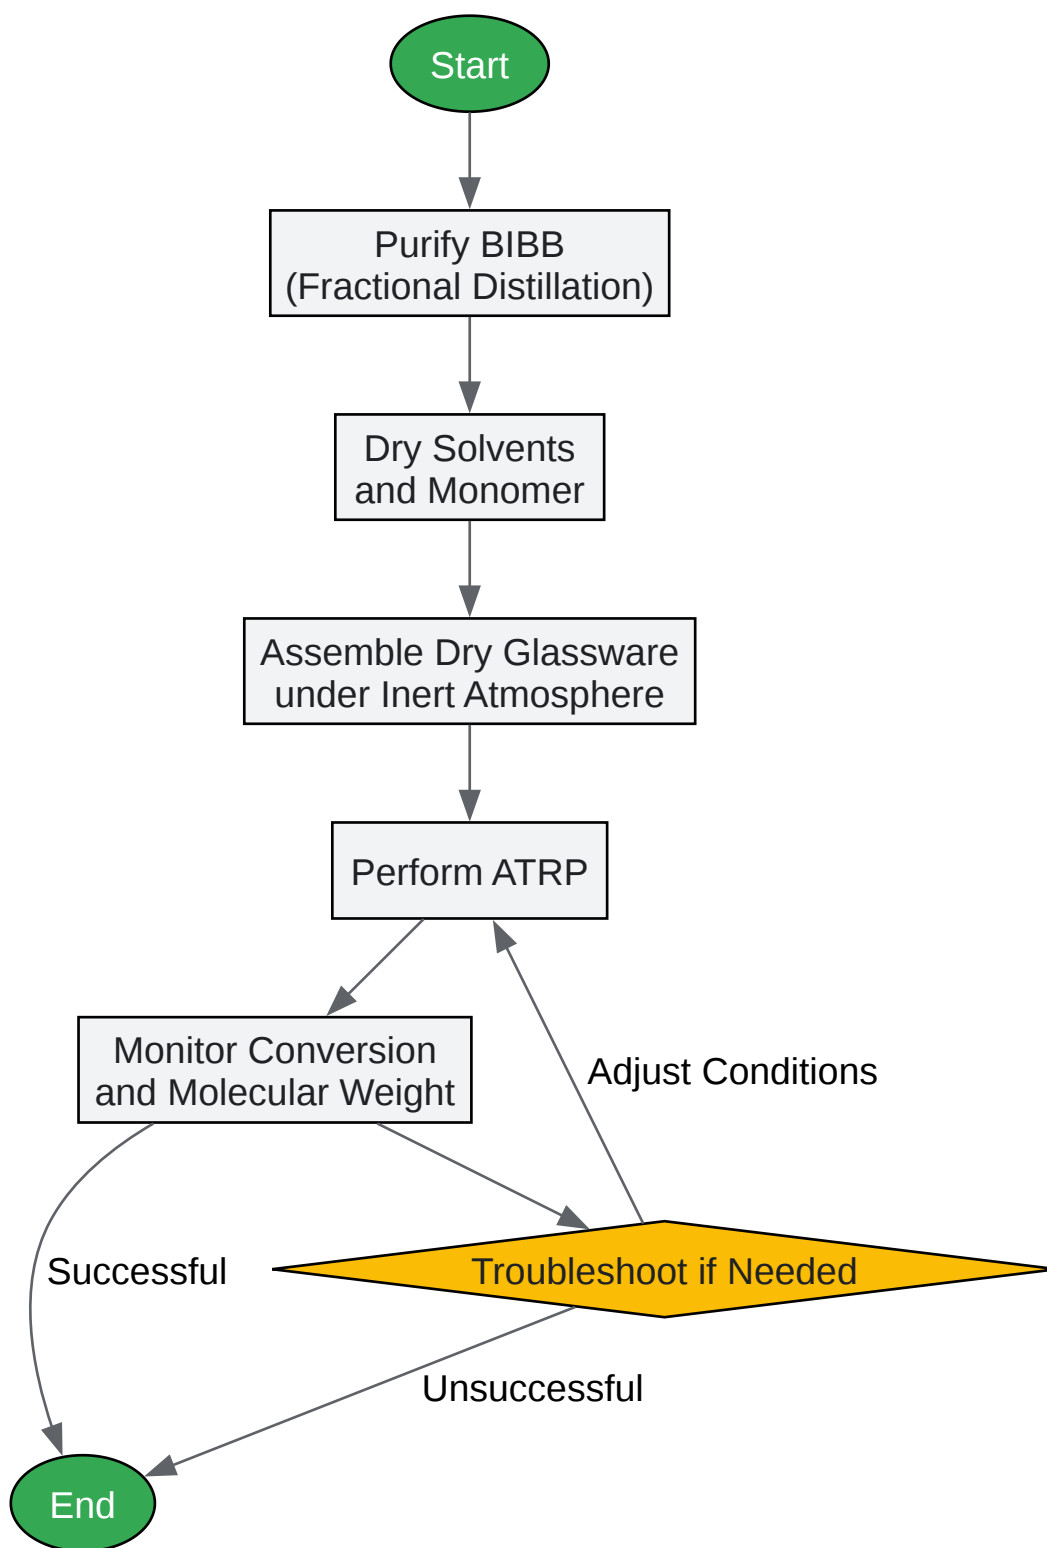 Start
Purify BIBB
(Fractional Distillation)
Dry Solvents
and Monomer
Assemble Dry Glassware
under Inert Atmosphere
Perform ATRP
Monitor Conversion
and Molecular Weight
Adjust Conditions
Successful
Troubleshoot if Needed
Unsuccessful
End